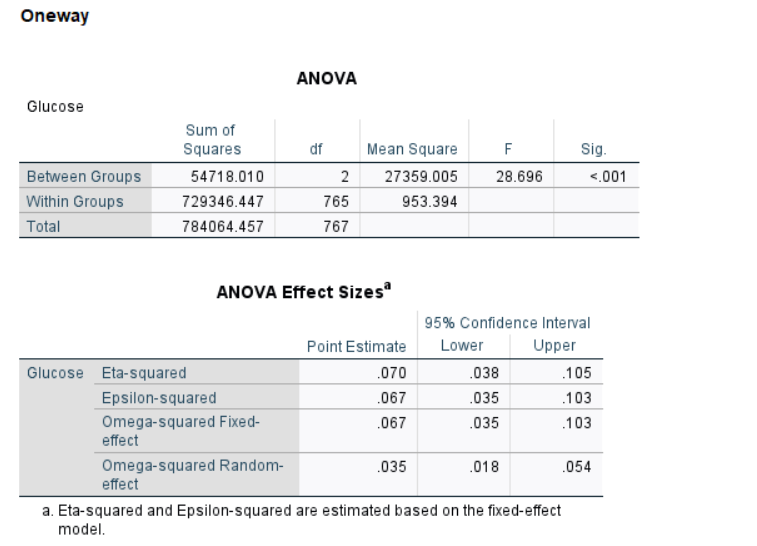 Oneway
ANOVA
Glucose
Sum of
Squares df Mean Square F Sig.
Between Groups 54718.010 2 27359.005 28.696 <.001
Within Groups 729346.447 765 953.394
Total 784064.457 767
ANOVA Effect Sizesa
95% Confidence Interval
Point Estimate Lower Upper
Glucose Eta-squared .070 .038 .105
Epsilon-squared .067 .035 .103
Omega-squared Fixed-
effect .067 .035 .103
Omega-squared Random-
effect .035 .018 .054
a. Eta-squared and Epsilon-squared are estimated based on the fixed-effect
model.